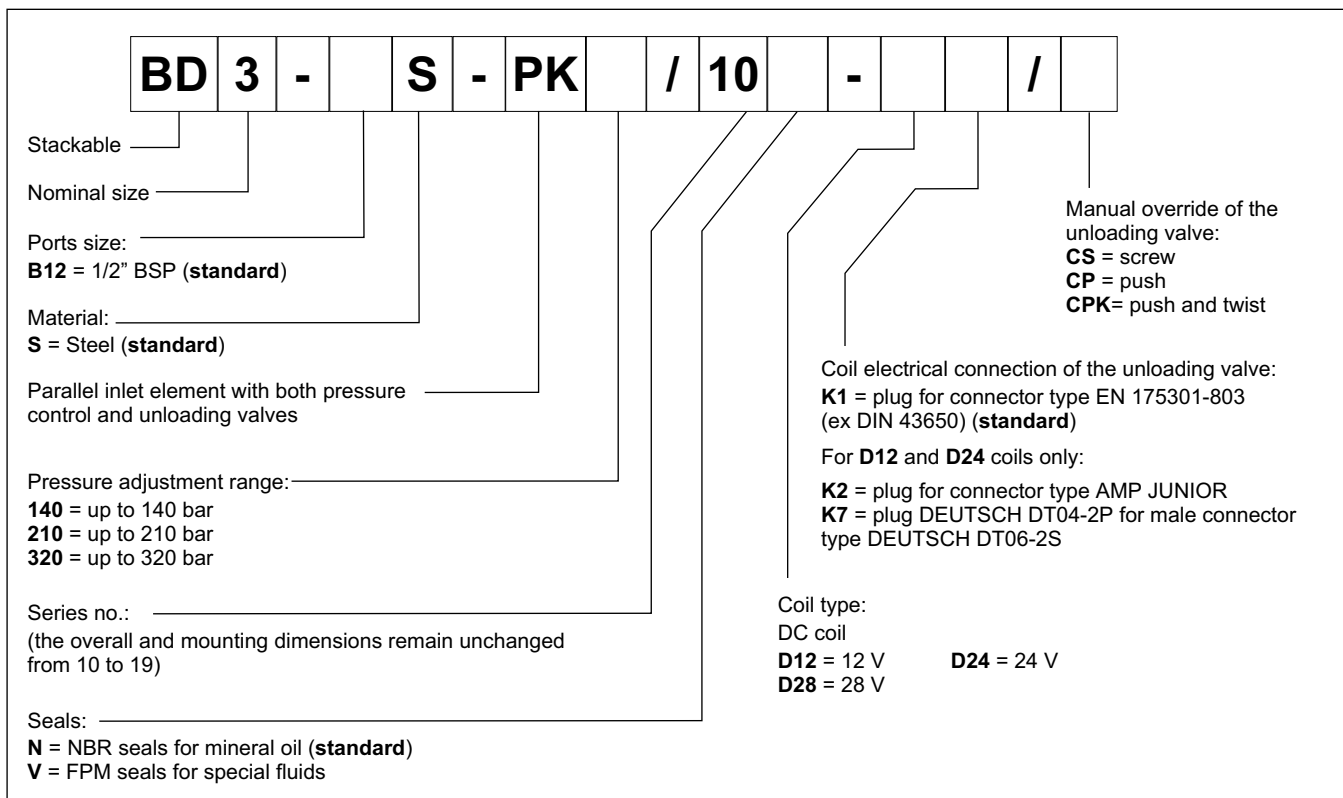 BD 3 - S - PK / 10 - /
Stackable
Nominal size
Ports size:
B12 = 1/2” BSP (standard)
Material:
S = Steel (standard)
Parallel inlet element with both pressure
control and unloading valves
Pressure adjustment range:
140 = up to 140 bar
210 = up to 210 bar
320 = up to 320 bar
Series no.:
(the overall and mounting dimensions remain unchanged
from 10 to 19)
Seals:
N = NBR seals for mineral oil (standard)
V = FPM seals for special fluids
Manual override of the
unloading valve:
CS = screw
CP = push
CPK= push and twist
Coil electrical connection of the unloading valve:
K1 = plug for connector type EN 175301-803
(ex DIN 43650) (standard)
For D12 and D24 coils only:
K2 = plug for connector type AMP JUNIOR
K7 = plug DEUTSCH DT04-2P for male connector
type DEUTSCH DT06-2S
Coil type:
DC coil
D12 = 12 V D24 = 24 V
D28 = 28 V